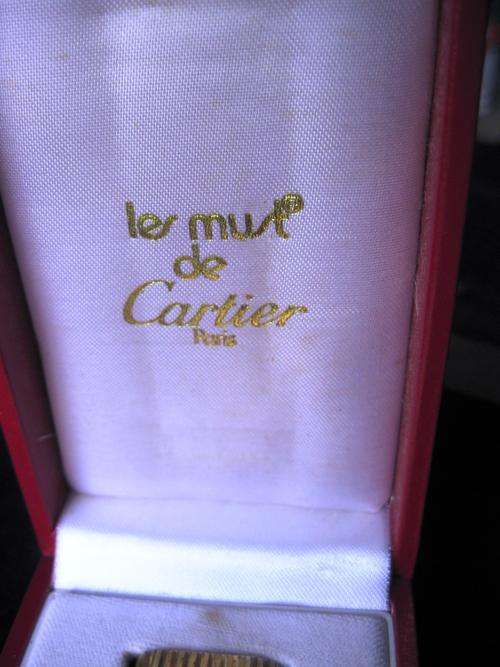 les must®
de
Cartier
Paris